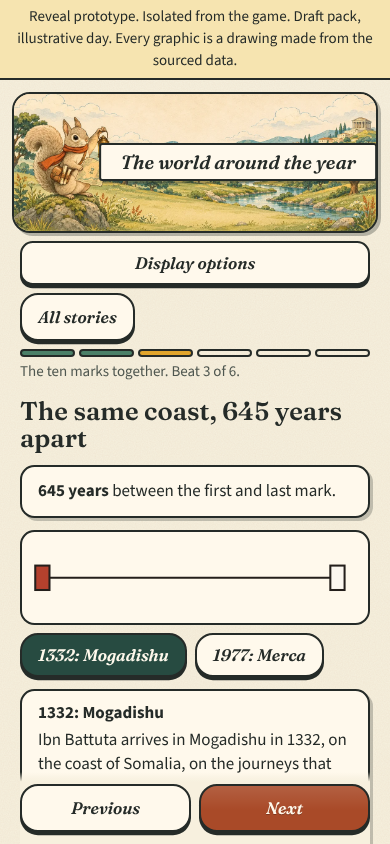 Reveal prototype. Isolated from the game. Draft pack,
illustrative day. Every graphic is a drawing made from the
sourced data.
The world around the year
Display options
All stories
The ten marks together. Beat 3 of 6.
The same coast, 645 years
apart
645 years between the first and last mark.
1332: Mogadishu
1977: Merca
1332: Mogadishu
Ibn Battuta arrives in Mogadishu in 1332, on
the coast of Somalia, on the journeys that
Previous
Next